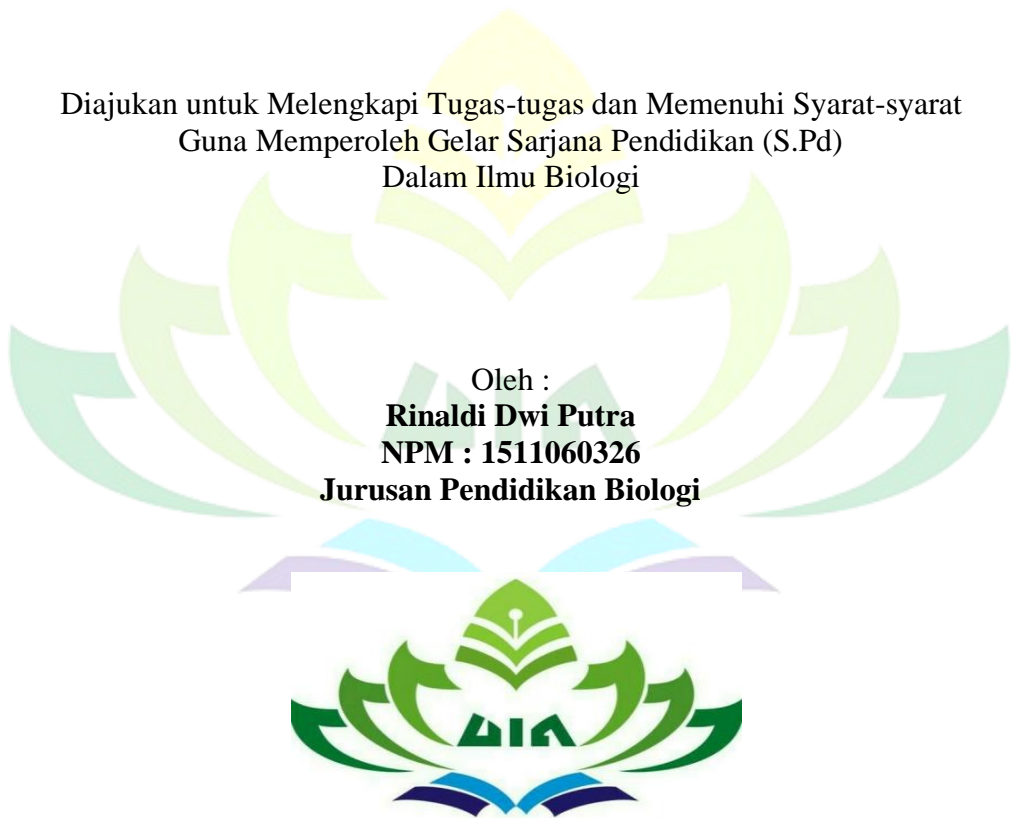 Diajukan untuk Melengkapi Tugas-tugas dan Memenuhi Syarat-syarat
Guna Memperoleh Gelar Sarjana Pendidikan (S.Pd)
Dalam Ilmu Biologi
Oleh :
Rinaldi Dwi Putra
NPM : 1511060326
Jurusan Pendidikan Biologi
UIN